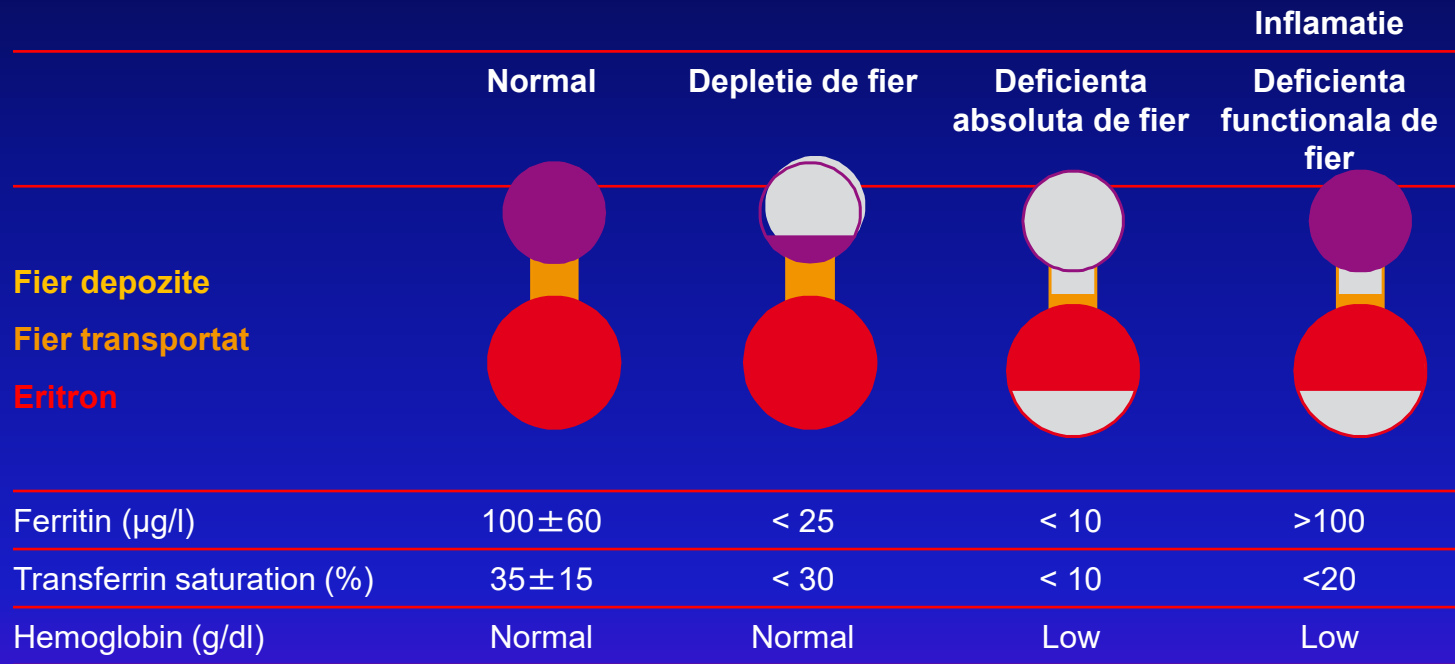 Inflamatie
Normal Depletie de fier Deficienta Deficienta
absoluta de fier functionala de
fier
Fier depozite
Fier transportat
Eritron
Ferritin (µg/l) 100±60 < 25 < 10 >100
Transferrin saturation (%) 35±15 < 30 < 10 <20
Hemoglobin (g/dl) Normal Normal Low Low